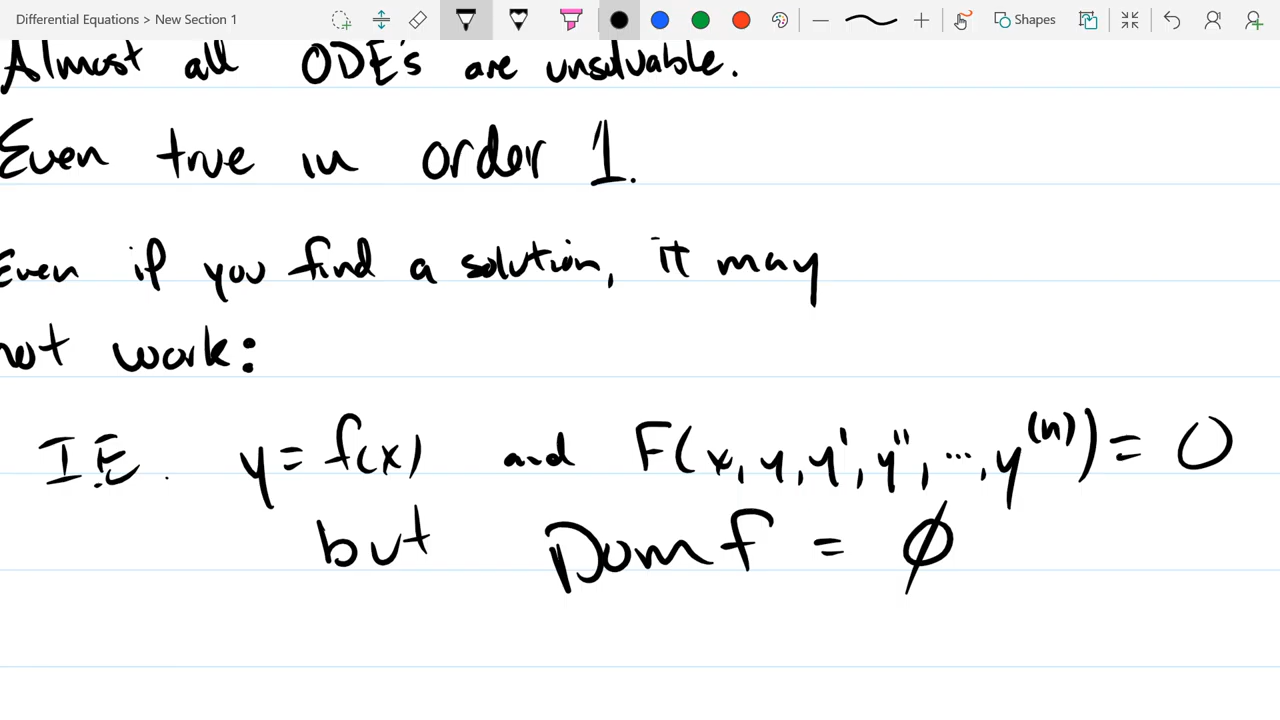 Differential Equations > New Section 1
Shapes
Almost all ODE's are unsolvable.
Even true in order 1.
Even if you find a solution, it may
not work:
I.E. y = f(x) and F(x, y, y', y'', ..., y^(n)) = 0
but Dom f = ∅